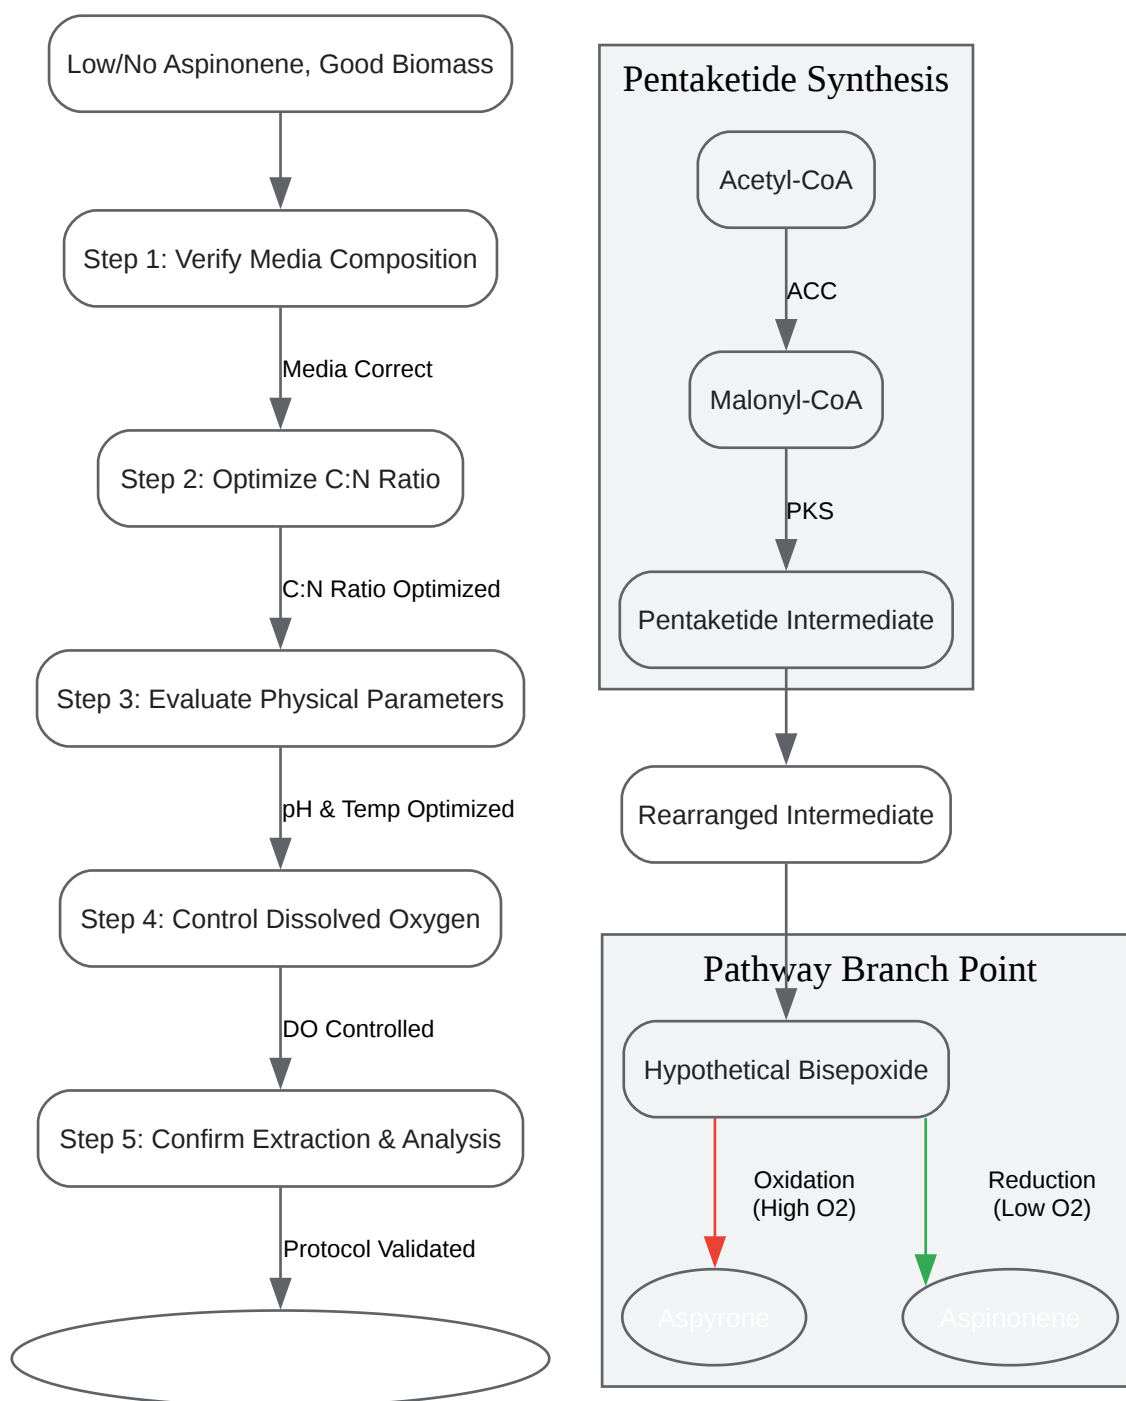 Low/No Aspinonene, Good Biomass
Step 1: Verify Media Composition
Media Correct
Step 2: Optimize C:N Ratio
C:N Ratio Optimized
Step 3: Evaluate Physical Parameters
pH & Temp Optimized
Step 4: Control Dissolved Oxygen
DO Controlled
Step 5: Confirm Extraction & Analysis
Protocol Validated
Pentaketide Synthesis
Acetyl-CoA
ACC
Malonyl-CoA
PKS
Pentaketide Intermediate
Rearranged Intermediate
Pathway Branch Point
Hypothetical Bisepoxide
Oxidation
(High O2)
Reduction
(Low O2)
Aspyrone
Aspinonene